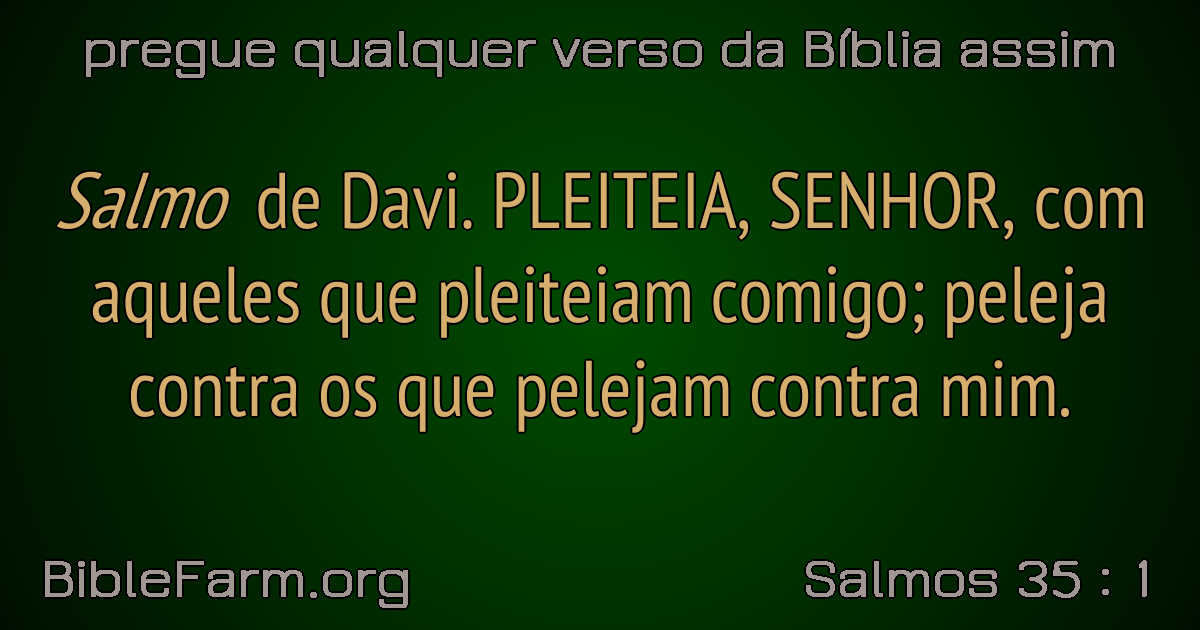 pregue qualquer verso da Bíblia assim
Salmo de Davi. PLEITEIA, SENHOR, com
aqueles que pleiteiam comigo; peleja
contra os que pelejam contra mim.
BibleFarm.org
Salmos 35 : 1